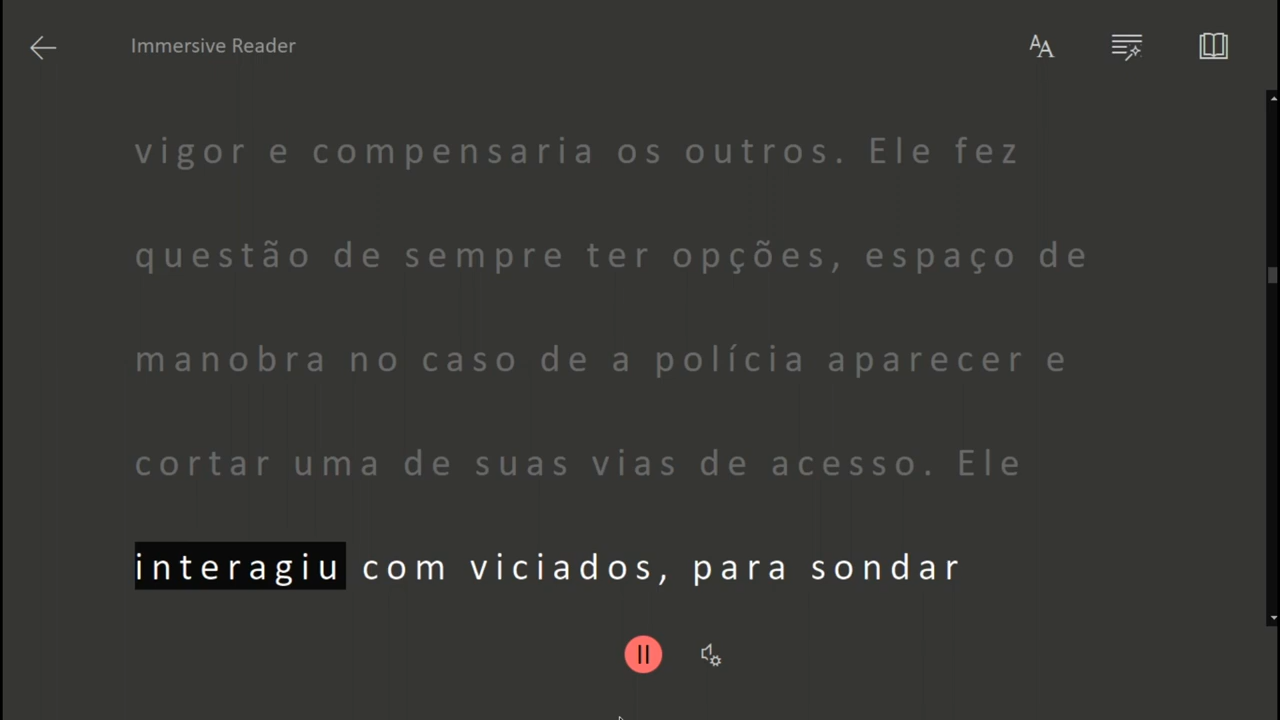 Immersive Reader
vigor e compensaria os outros. Ele fez
questão de sempre ter opções, espaço de
manobra no caso de a polícia aparecer e
cortar uma de suas vias de acesso. Ele
interagiu com viciados, para sondar